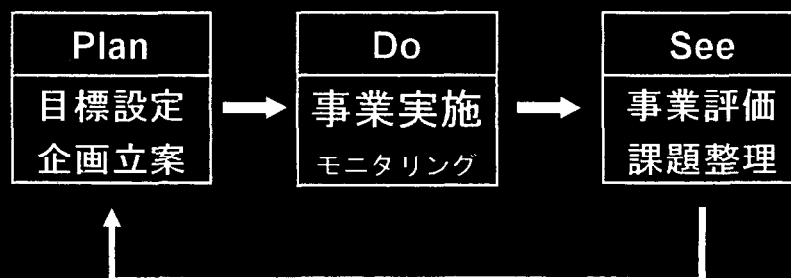 Plan
目標設定
企画立案
Do
事業実施
モニタリング
See
事業評価
課題整理